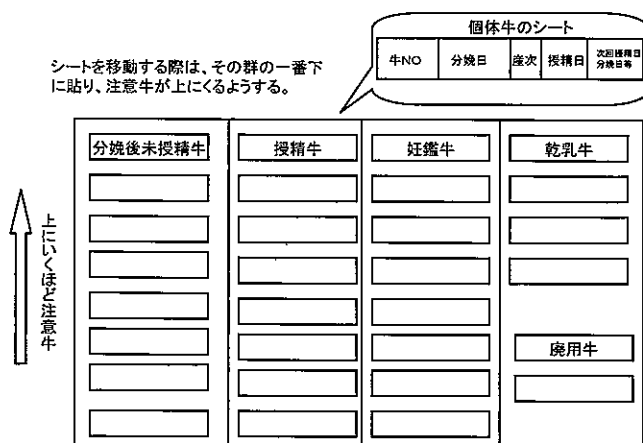 個体牛のシート
牛NO 分娩日 座次 授精日 次回授精日
分娩日等
シートを移動する際は、その群の一番下
に貼り、注意牛が上にくるようする。
分娩後未授精牛 授精牛 妊鑑牛 乾乳牛
上にいくほど注意牛
廃用牛